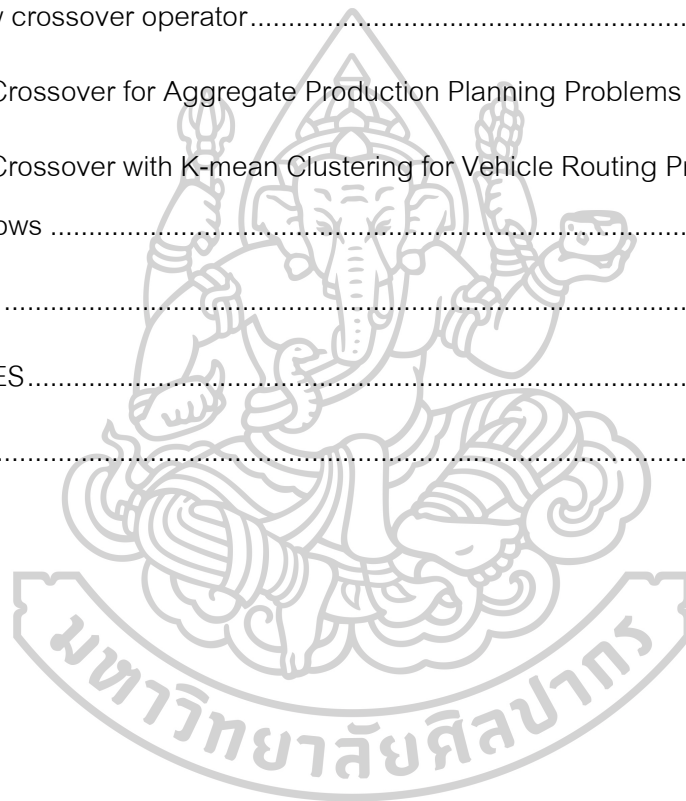 crossover operator....................................................................
Crossover for Aggregate Production Planning Problems
Crossover with K-mean Clustering for Vehicle Routing
ows ....................................................................................................
....................................................................................................
ES....................................................................................................
....................................................................................................
มหาวิทยาลัยศิลปากร